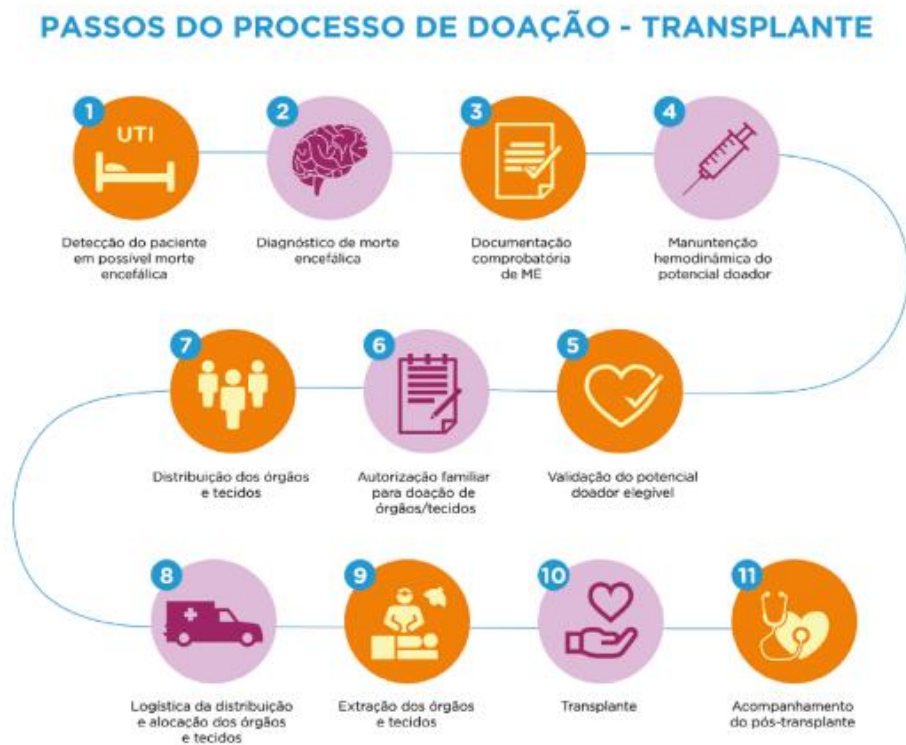 PASSOS DO PROCESSO DE DOAÇÃO - TRANSPLANTE
1
UTI
Detecção do paciente
em possível morte
encefálica
2
Diagnóstico de morte
encefálica
3
Documentação
comprobatória
de ME
4
Manuntenção
hemodinâmica do
potencial doador
5
Validação do potencial
doador elegível
6
Autorização familiar
para doação de
órgãos/tecidos
7
Distribuição dos órgãos
e tecidos
8
Logística da distribuição
e alocação dos órgãos
e tecidos
9
Extração dos órgãos
e tecidos
10
Transplante
11
Acompanhamento
do pós-transplante